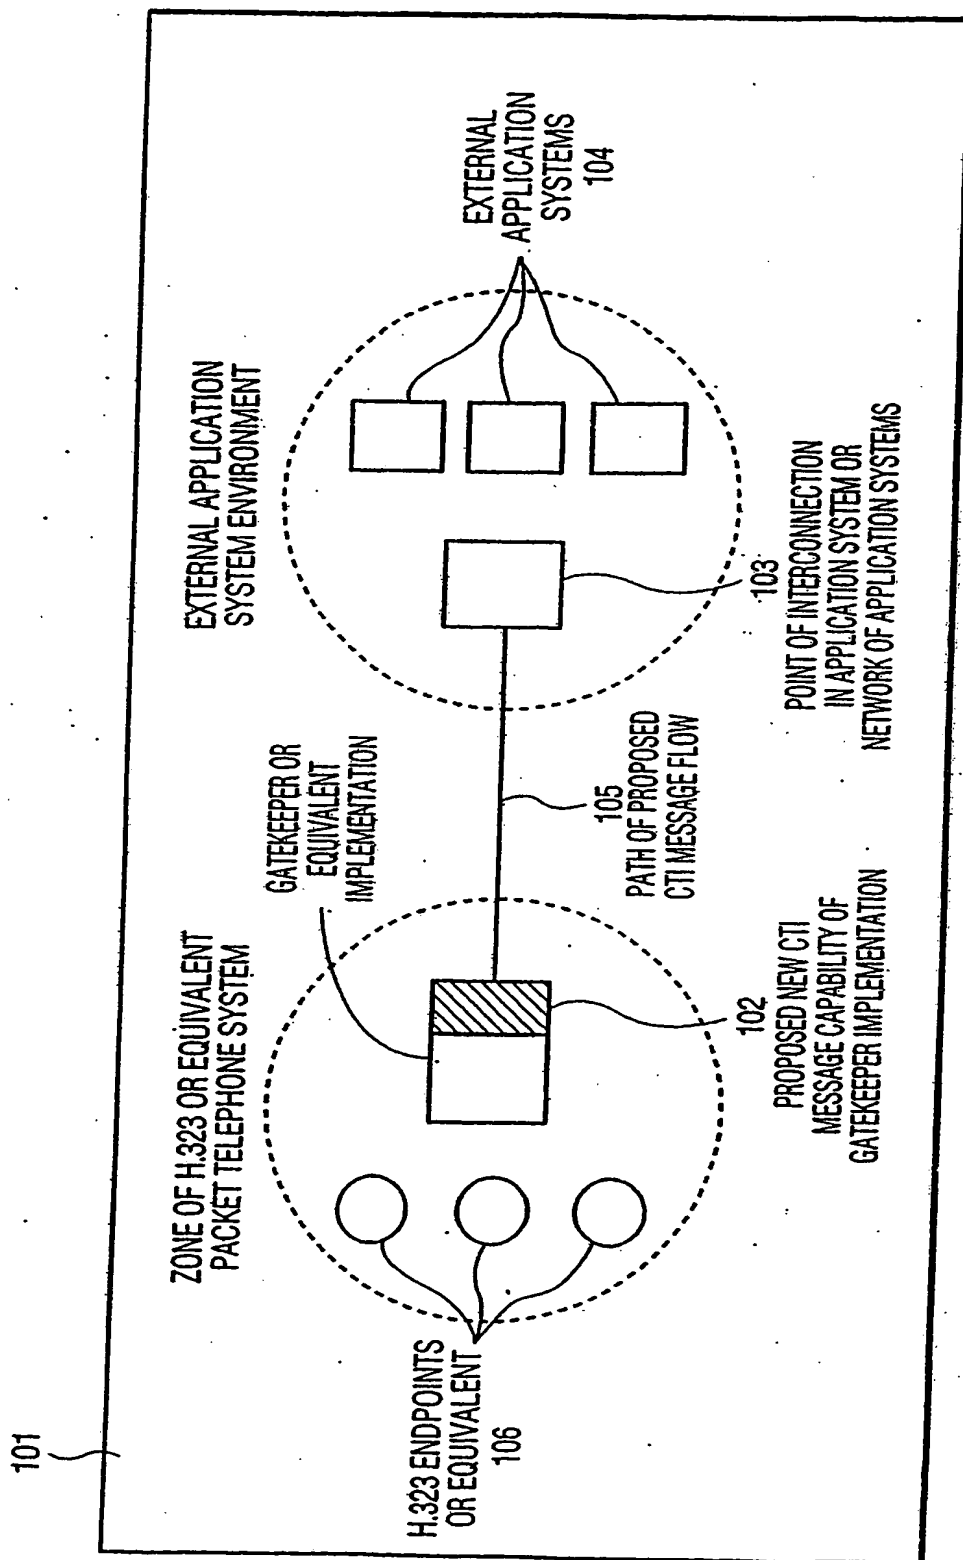 101
ZONE OF H.323 OR EQUIVALENT
PACKET TELEPHONE SYSTEM
GATEKEEPER OR
EQUIVALENT
IMPLEMENTATION
EXTERNAL APPLICATION
SYSTEM ENVIRONMENT
EXTERNAL
APPLICATION
SYSTEMS
104
H.323 ENDPOINTS
OR EQUIVALENT
106
102
PROPOSED NEW CTI
MESSAGE CAPABILITY OF
GATEKEEPER IMPLEMENTATION
105
PATH OF PROPOSED
CTI MESSAGE FLOW
103
POINT OF INTERCONNECTION
IN APPLICATION SYSTEM OR
NETWORK OF APPLICATION SYSTEMS